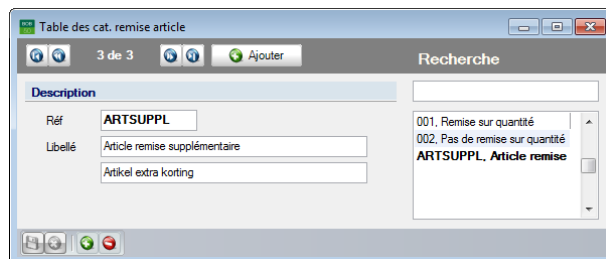 Table des cat. remise article
3 de 3
Ajouter
Recherche
Description
Réf
ARTSUPPL
Libellé
Article remise supplémentaire
Artikel extra korting
001, Remise sur quantité
002, Pas de remise sur quantité
ARTSUPPL, Article remise